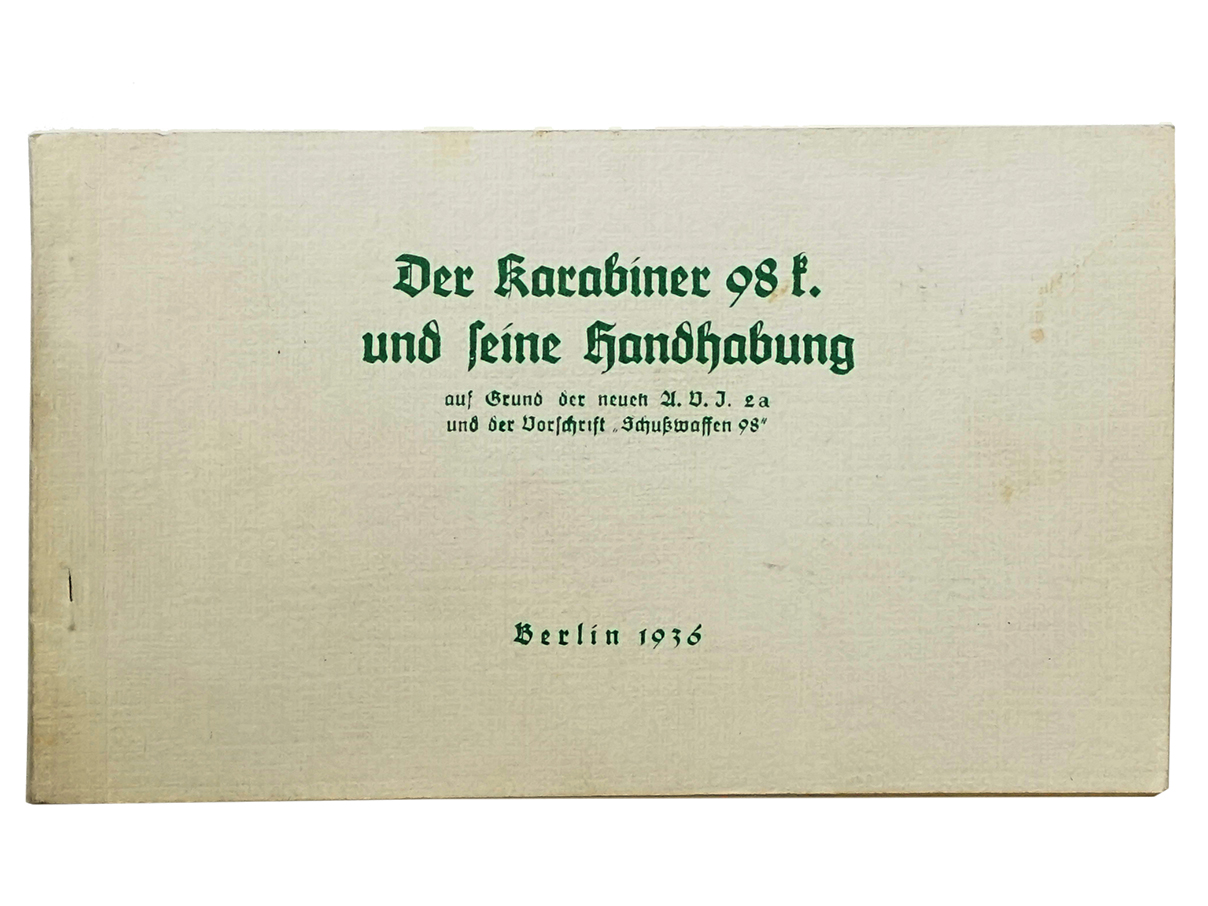 Der Karabiner 98 k.
und seine Handhabung
auf Grund der neuen A. V. I. 2a
und der Vorschrift „Schußwaffen 98“
Berlin 1936